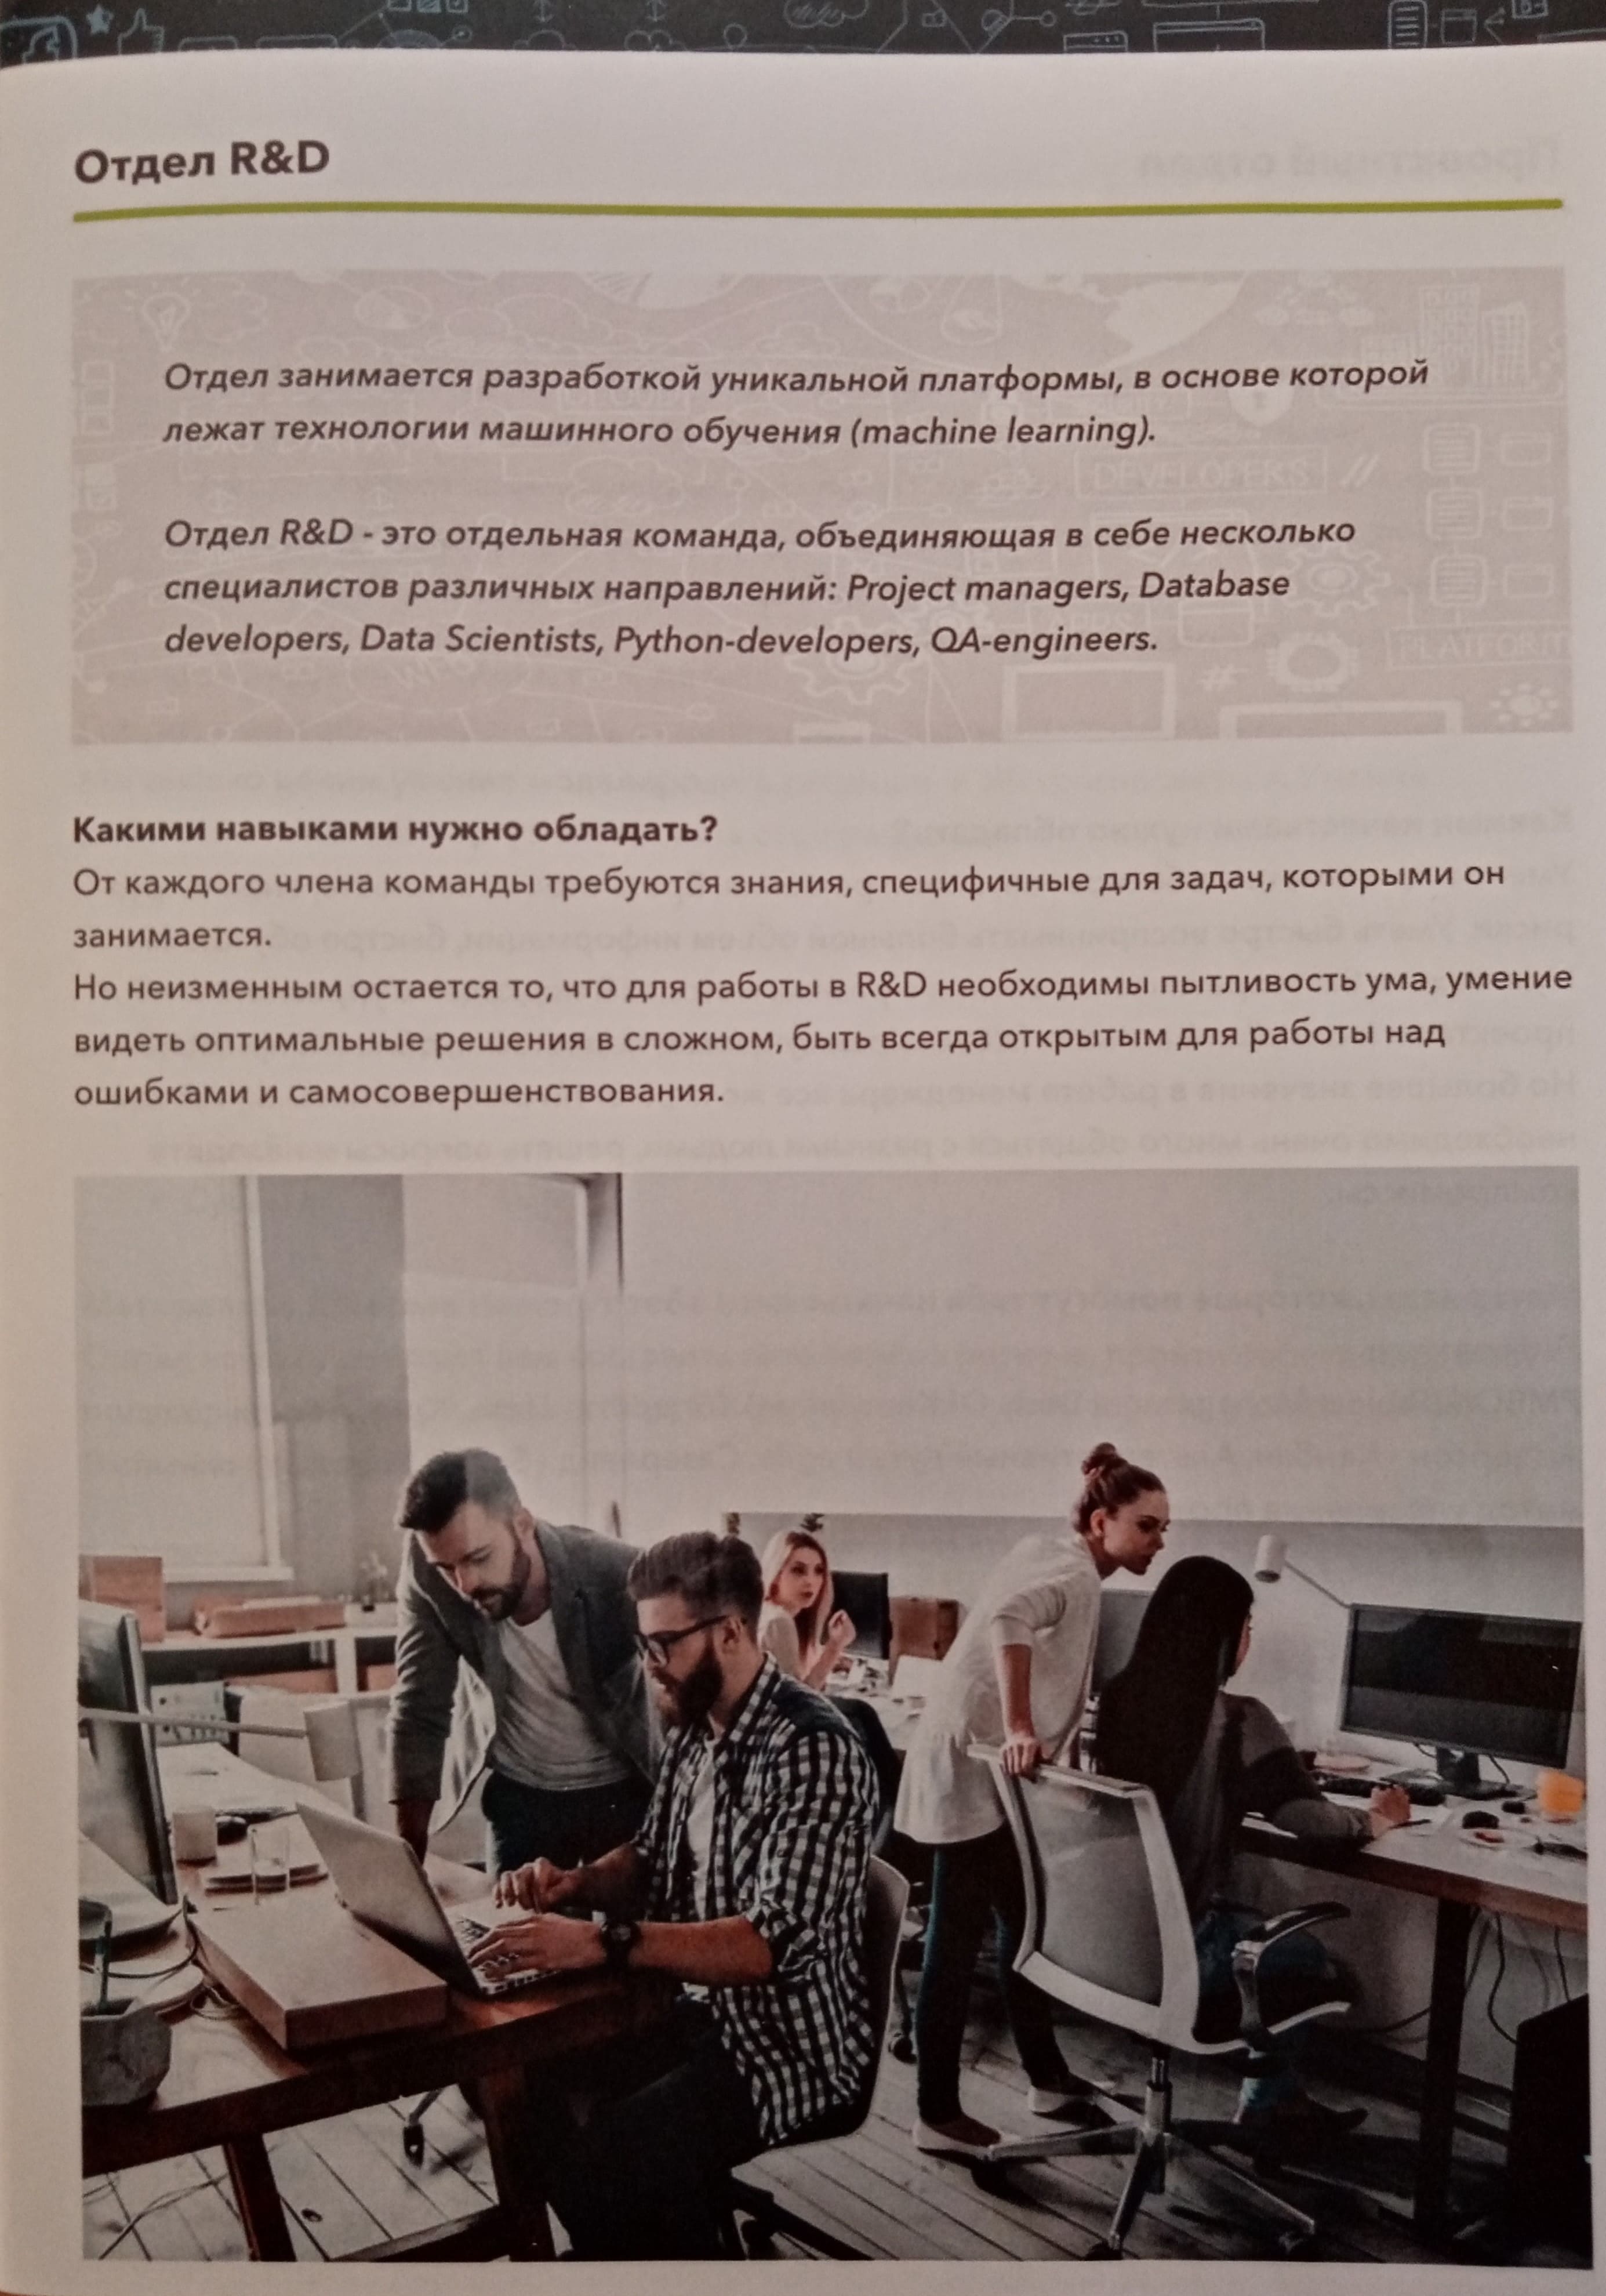 Отдел R&D
Отдел занимается разработкой уникальной платформы, в основе которой
лежат технологии машинного обучения (machine learning).
DEVELOPER'S
Отдел R&D - это отдельная команда, объединяющая в себе несколько
специалистов различных направлений: Project managers, Database
developers, Data Scientists, Python-developers, QA-engineers.
Какими навыками нужно обладать?
От каждого члена команды требуются знания, специфичные для задач, которыми он
занимается.
Но неизменным остается то, что для работы в R&D необходимы пытливость ума, умение
видеть оптимальные решения в сложном, быть всегда открытым для работы над
ошибками и самосовершенствования.